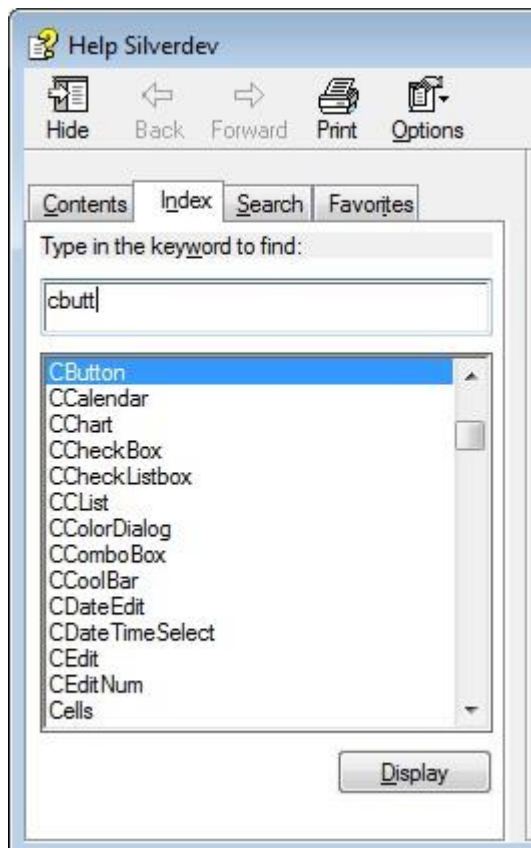 Help Silverdev
Hide Back Forward Print Options
Contents Index Search Favorites
Type in the keyword to find:
cbutt
CButton
CCalendar
CChart
CCheckBox
CCheckListbox
CCList
CColorDialog
CComboBox
CCoolBar
CDateEdit
CDateTimeSelect
CEdit
CEditNum
Cells
Display